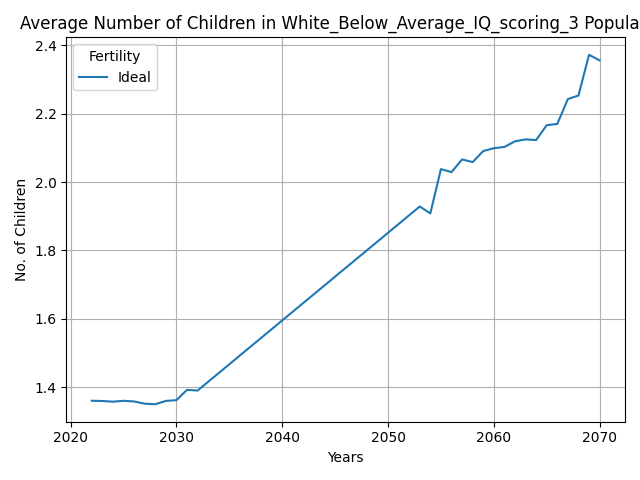 Average Number of Children in White_Below_Average_IQ_scoring_3 Popula
Fertility
Ideal
2.4
2.2
2.0
1.8
1.6
1.4
No. of Children
2020 2030 2040 2050 2060 2070
Years